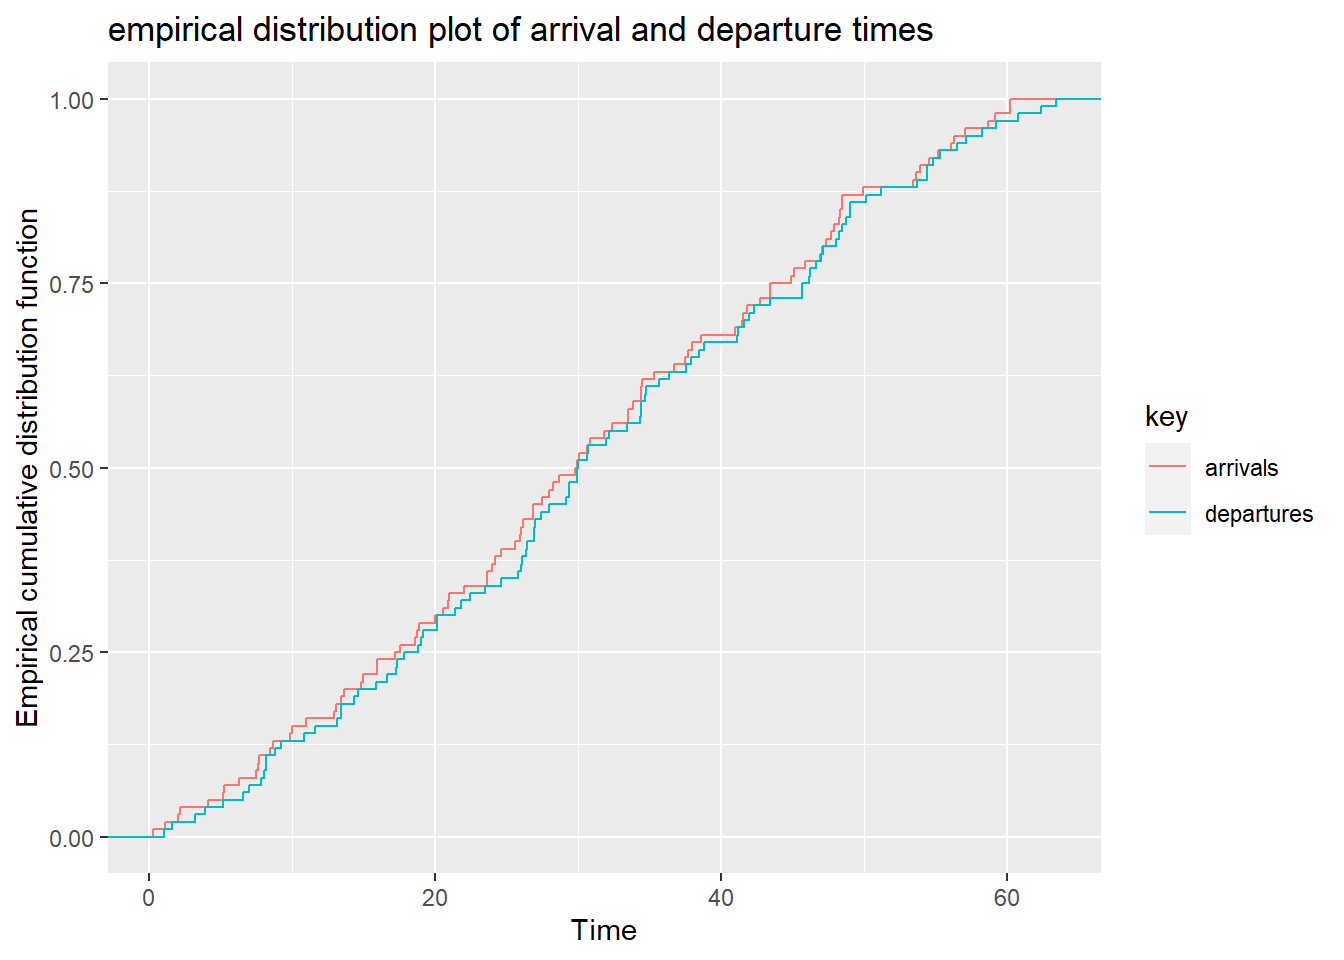 empirical distribution plot of arrival and departure times
Empirical cumulative distribution function
1.00
0.75
0.50
0.25
0.00
0
20
40
60
Time
key
arrivals
departures